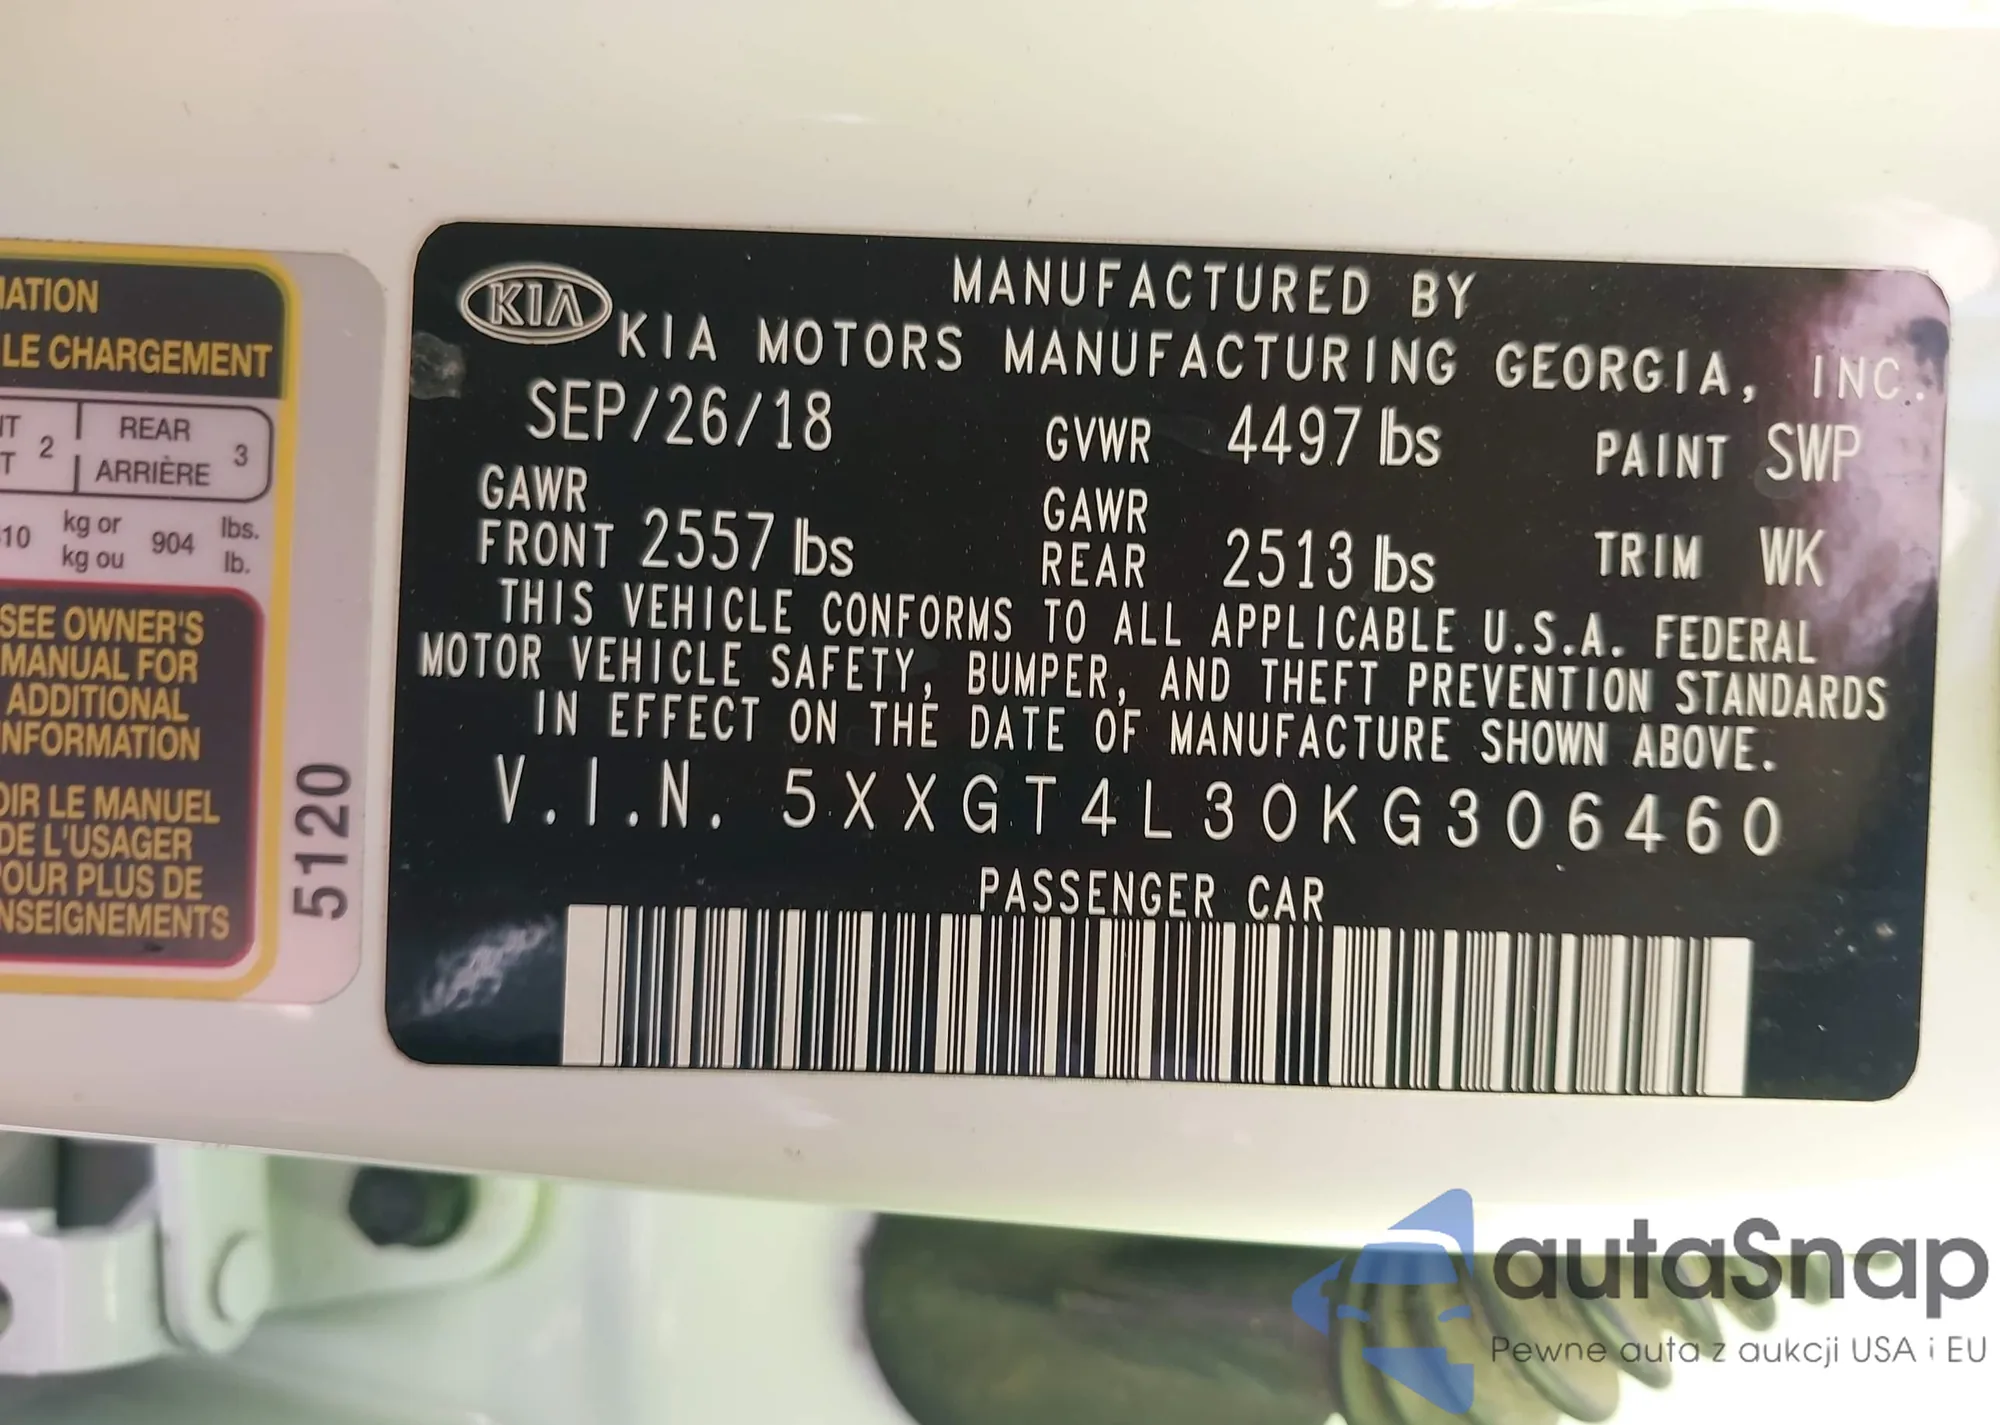 LE CHARGEMENT
2 REAR 3
ARRIÈRE
kg or 904 lbs.
kg ou lb.
SEE OWNER'S
MANUAL FOR
ADDITIONAL
INFORMATION
LE MANUEL
DE L'USAGER
PLUS DE
5120
KIA
MANUFACTURED BY
KIA MOTORS MANUFACTURING GEORGIA, INC.
SEP/26/18 GVWR 4497 lbs PAINT SWP
GAWR FRONT 2557 lbs GAWR REAR 2513 lbs TRIM WK
THIS VEHICLE CONFORMS TO ALL APPLICABLE U.S.A. FEDERAL
MOTOR VEHICLE SAFETY, BUMPER, AND THEFT PREVENTION STANDARDS
IN EFFECT ON THE DATE OF MANUFACTURE SHOWN ABOVE.
V.I.N. 5XXGT4L30KG306460
PASSENGER CAR
autaSnap
Pewne auta z aukcji USA i EU